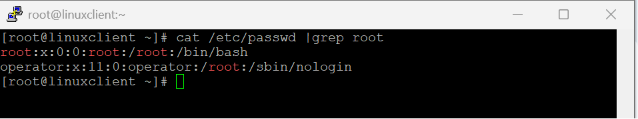 root@linuxclient:~
[root@linuxclient ~]# cat /etc/passwd |grep root
root:x:0:0:root:/root:/bin/bash
operator:x:11:0:operator:/root:/sbin/nologin
[root@linuxclient ~]#